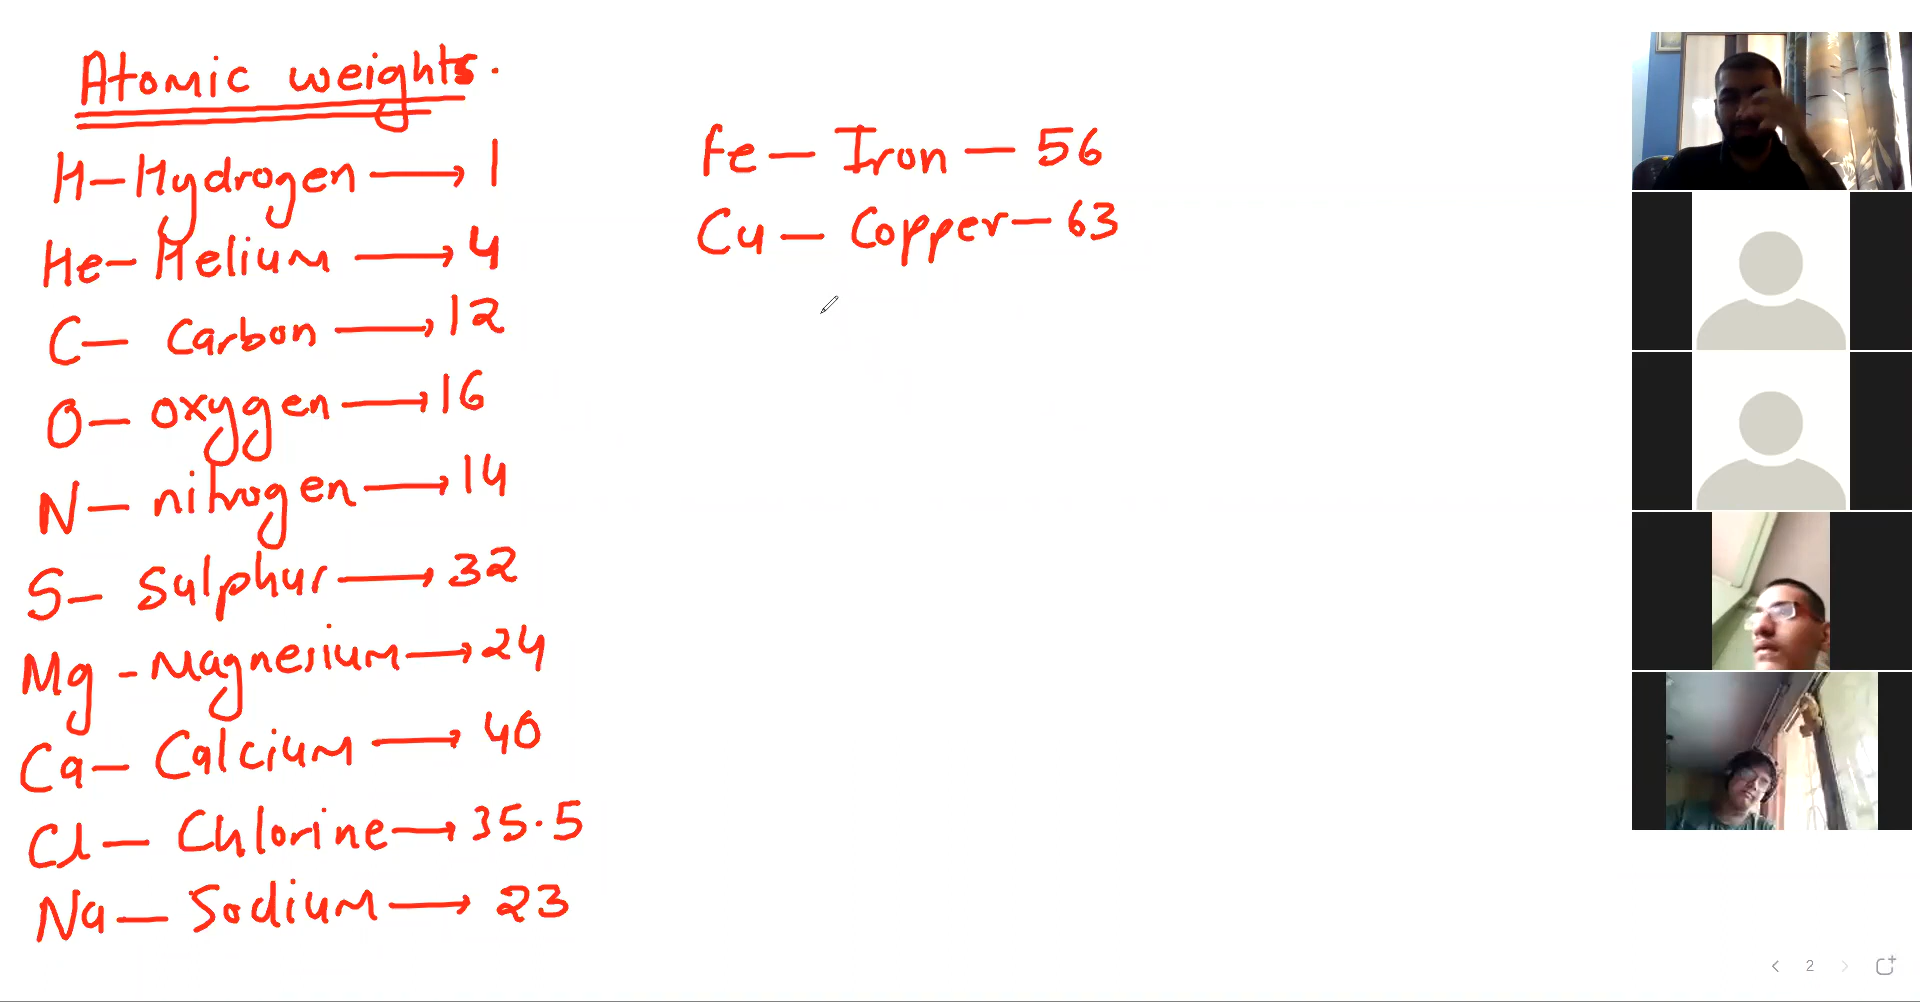 Atomic weights.
H - Hydrogen → 1
He - Helium → 4
C - Carbon → 12
O - oxygen → 16
N - nitrogen → 14
S - Sulphur → 32
Mg - Magnesium → 24
Ca - Calcium → 40
Cl - Chlorine → 35.5
Na - Sodium → 23
Fe - Iron - 56
Cu - Copper - 63
2